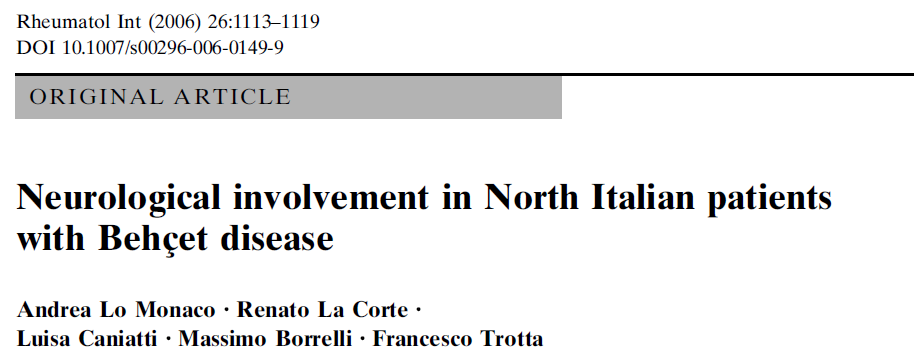 Rheumatol Int (2006) 26:1113–1119
DOI 10.1007/s00296-006-0149-9
ORIGINAL ARTICLE
Neurological involvement in North Italian patients
with Behçet disease
Andrea Lo Monaco · Renato La Corte ·
Luisa Caniatti · Massimo Borrelli · Francesco Trotta